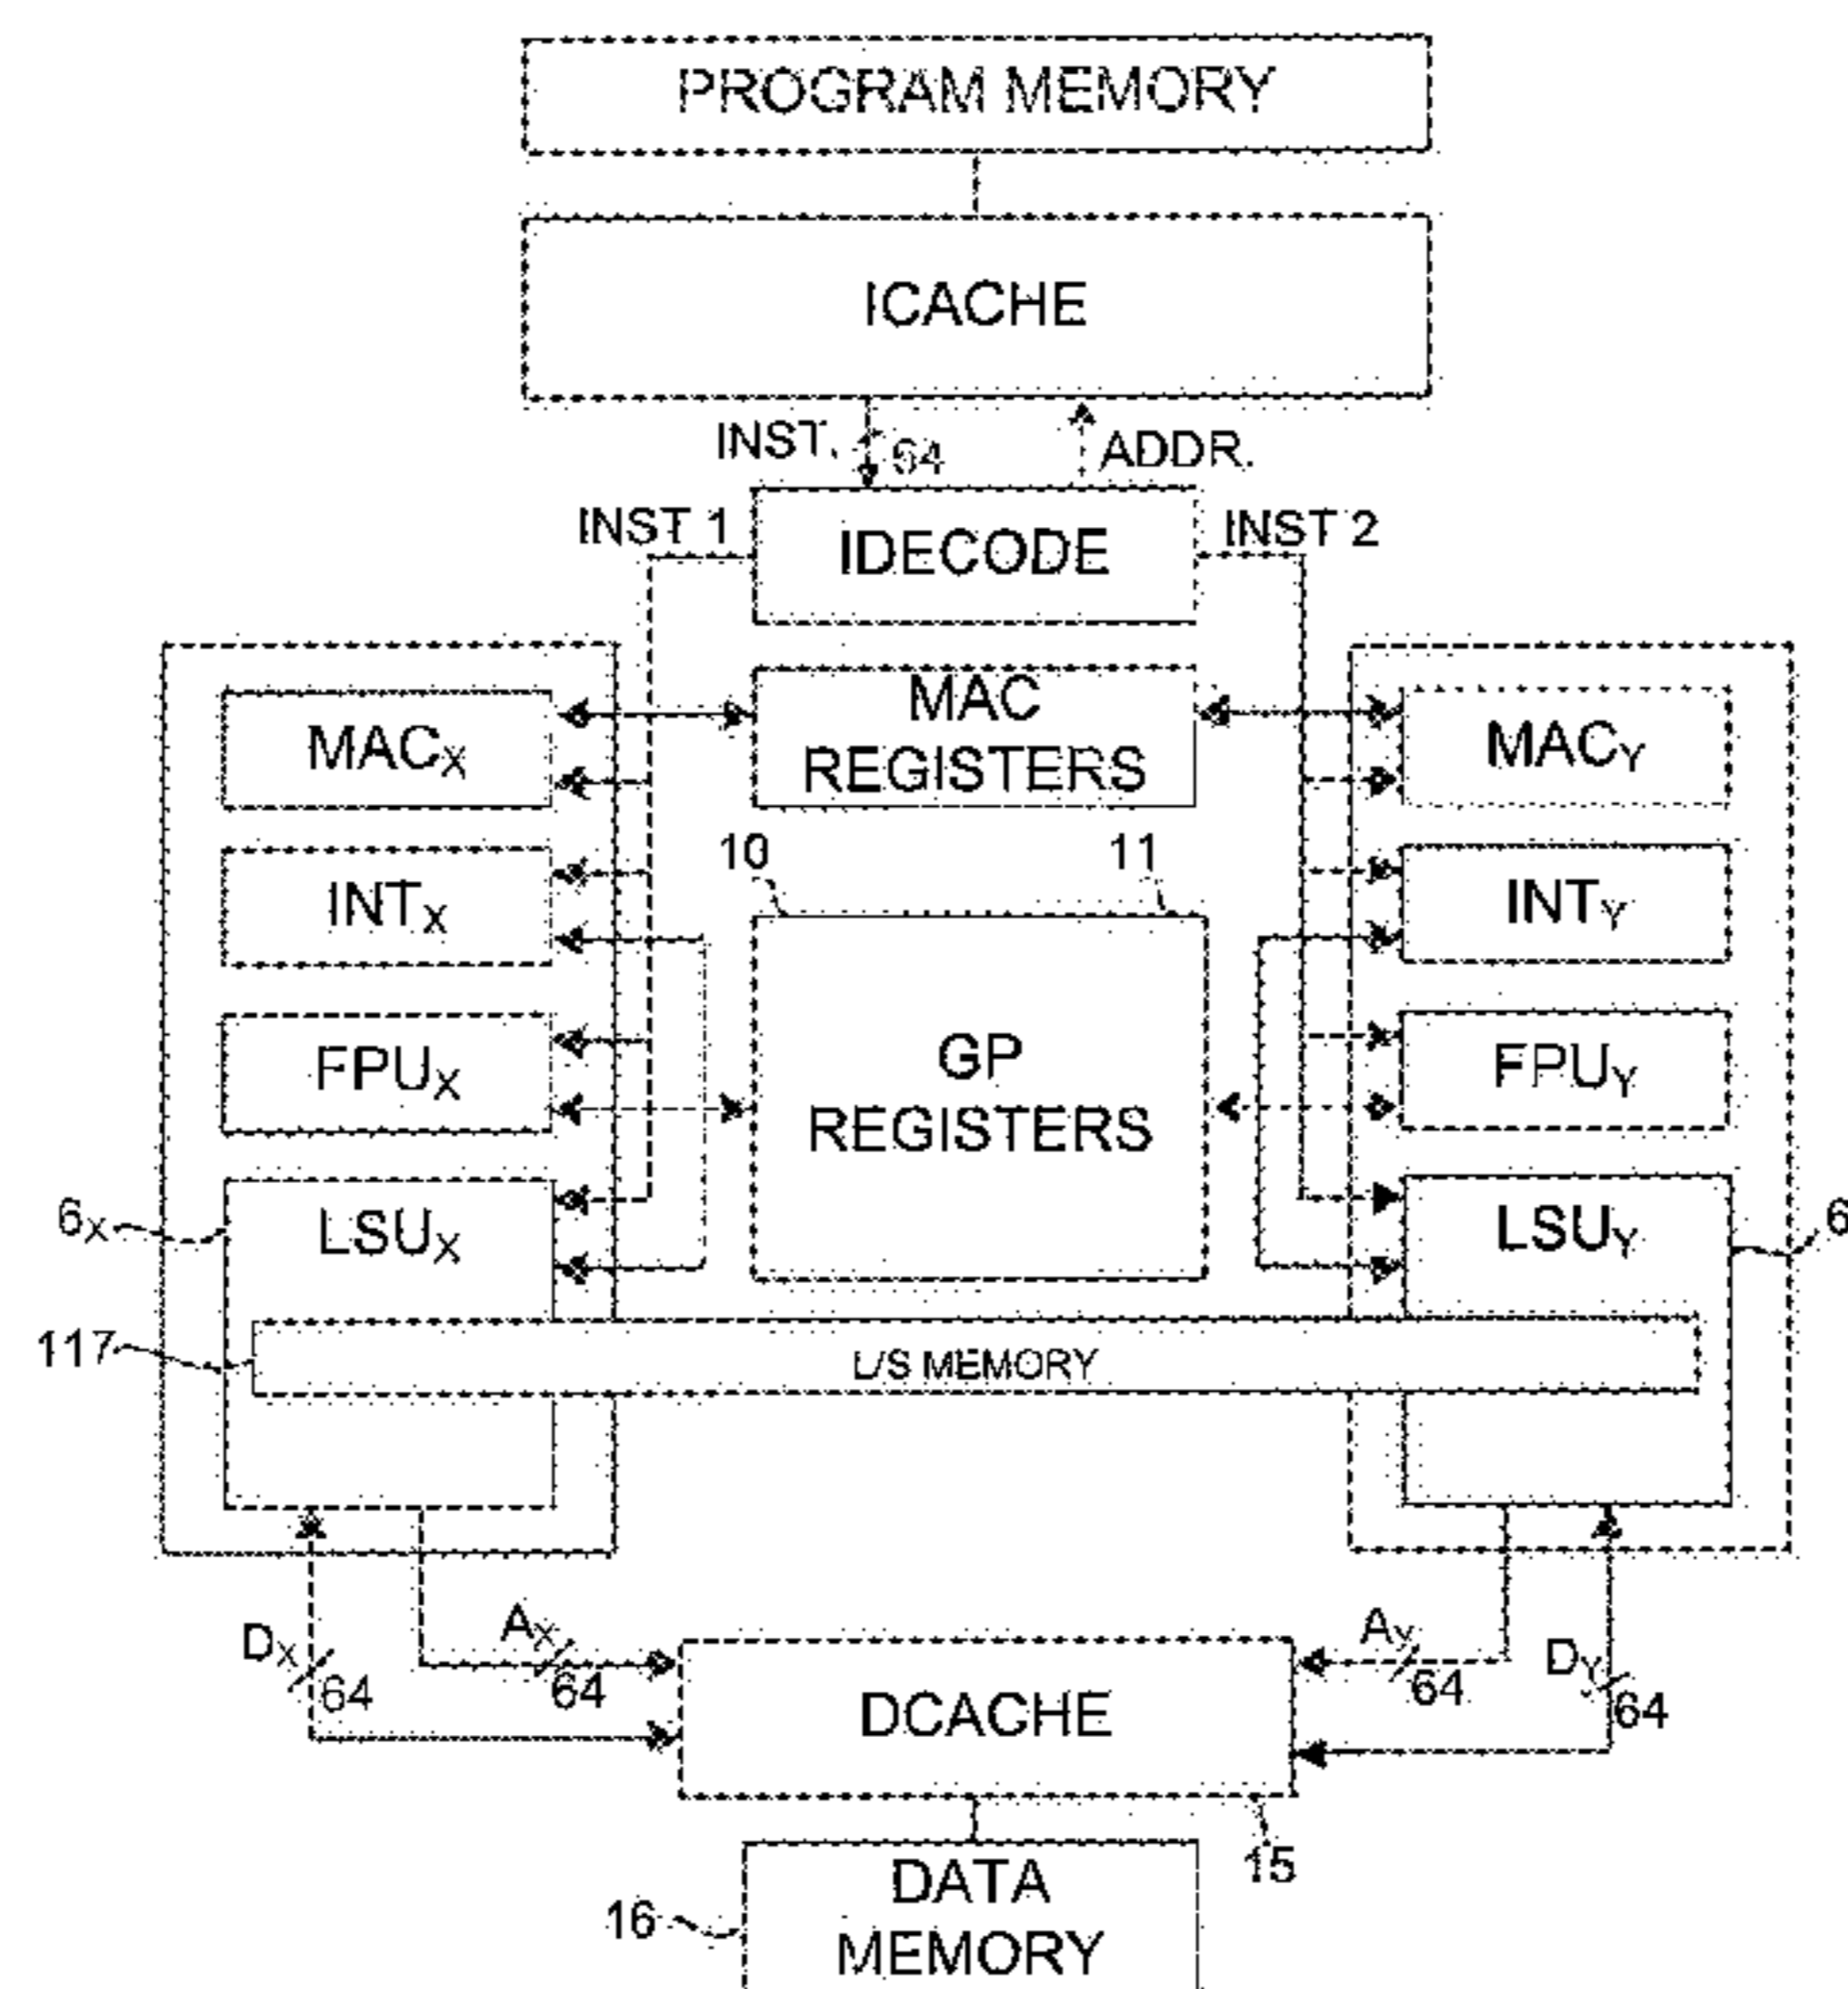 PROGRAM MEMORY
ICACHE
INST. 64 ADDR.
INST 1 IDECODE INST 2
MACX MAC REGISTERS MACY
10 11
INTX INTY
FPUX GP REGISTERS FPUY
6X LSUX LSUY 6
117 L/S MEMORY
DX 64 AX 64 AY 64 DY 64
DCACHE
15
16 DATA MEMORY